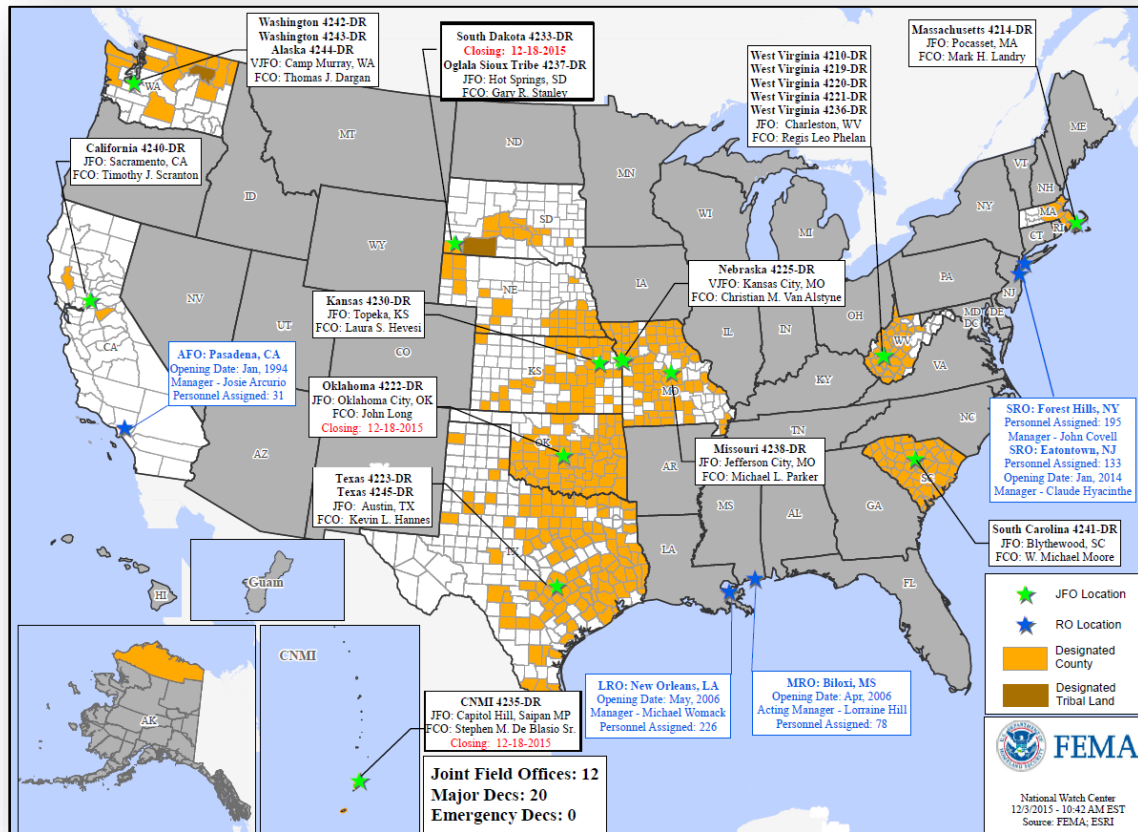 Washington 4242-DR
Washington 4243-DR
Alaska 4244-DR
VJFO: Camp Murray, WA
FCO: Thomas J. Dargan
South Dakota 4233-DR
Closing: 12-18-2015
Oglala Sioux Tribe 4237-DR
JFO: Hot Springs, SD
FCO: Gary R. Stanley
West Virginia 4210-DR
West Virginia 4219-DR
West Virginia 4220-DR
West Virginia 4221-DR
West Virginia 4236-DR
JFO: Charleston, WV
FCO: Regis Leo Phelan
Massachusetts 4214-DR
JFO: Pocasset, MA
FCO: Mark H. Landry
California 4240-DR
JFO: Sacramento, CA
FCO: Timothy J. Scranton
WA
MT
ND
MN
ME
VT
NH
ID
SD
WI
MI
NY
MA
CT
RI
WY
IA
PA
NJ
NE
Nebraska 4225-DR
VJFO: Kansas City, MO
FCO: Christian M. Van Alstyne
Kansas 4230-DR
JFO: Topeka, KS
FCO: Laura S. Hevesi
NV
UT
CO
IL
IN
OH
MD
DE
DC
WV
VA
CA
AFO: Pasadena, CA
Opening Date: Jan, 1994
Manager - Josie Arcurio
Personnel Assigned: 31
KS
MO
KY
Oklahoma 4222-DR
JFO: Oklahoma City, OK
FCO: John Long
Closing: 12-18-2015
SRO: Forest Hills, NY
Personnel Assigned: 195
Manager - John Covell
SRO: Eatontown, NJ
Personnel Assigned: 133
Opening Date: Jan, 2014
Manager - Claude Hyacinthe
NC
TN
AZ
OK
AR
Missouri 4238-DR
JFO: Jefferson City, MO
FCO: Michael L. Parker
SC
Texas 4223-DR
Texas 4245-DR
JFO: Austin, TX
FCO: Kevin L. Hannes
MS
AL
GA
South Carolina 4241-DR
JFO: Blythewood, SC
FCO: W. Michael Moore
TX
LA
FL
HI
Guam
JFO Location
RO Location
Designated
County
Designated
Tribal Land
CNMI
AK
CNMI 4235-DR
JFO: Capitol Hill, Saipan MP
FCO: Stephen M. De Blasio Sr.
Closing: 12-18-2015
LRO: New Orleans, LA
Opening Date: May, 2006
Manager - Michael Womack
Personnel Assigned: 226
MRO: Biloxi, MS
Opening Date: Apr, 2006
Acting Manager - Lorraine Hill
Personnel Assigned: 78
Joint Field Offices: 12
Major Decs: 20
Emergency Decs: 0
FEMA
National Watch Center
12/3/2015 - 10:42 AM EST
Source: FEMA; ESRI